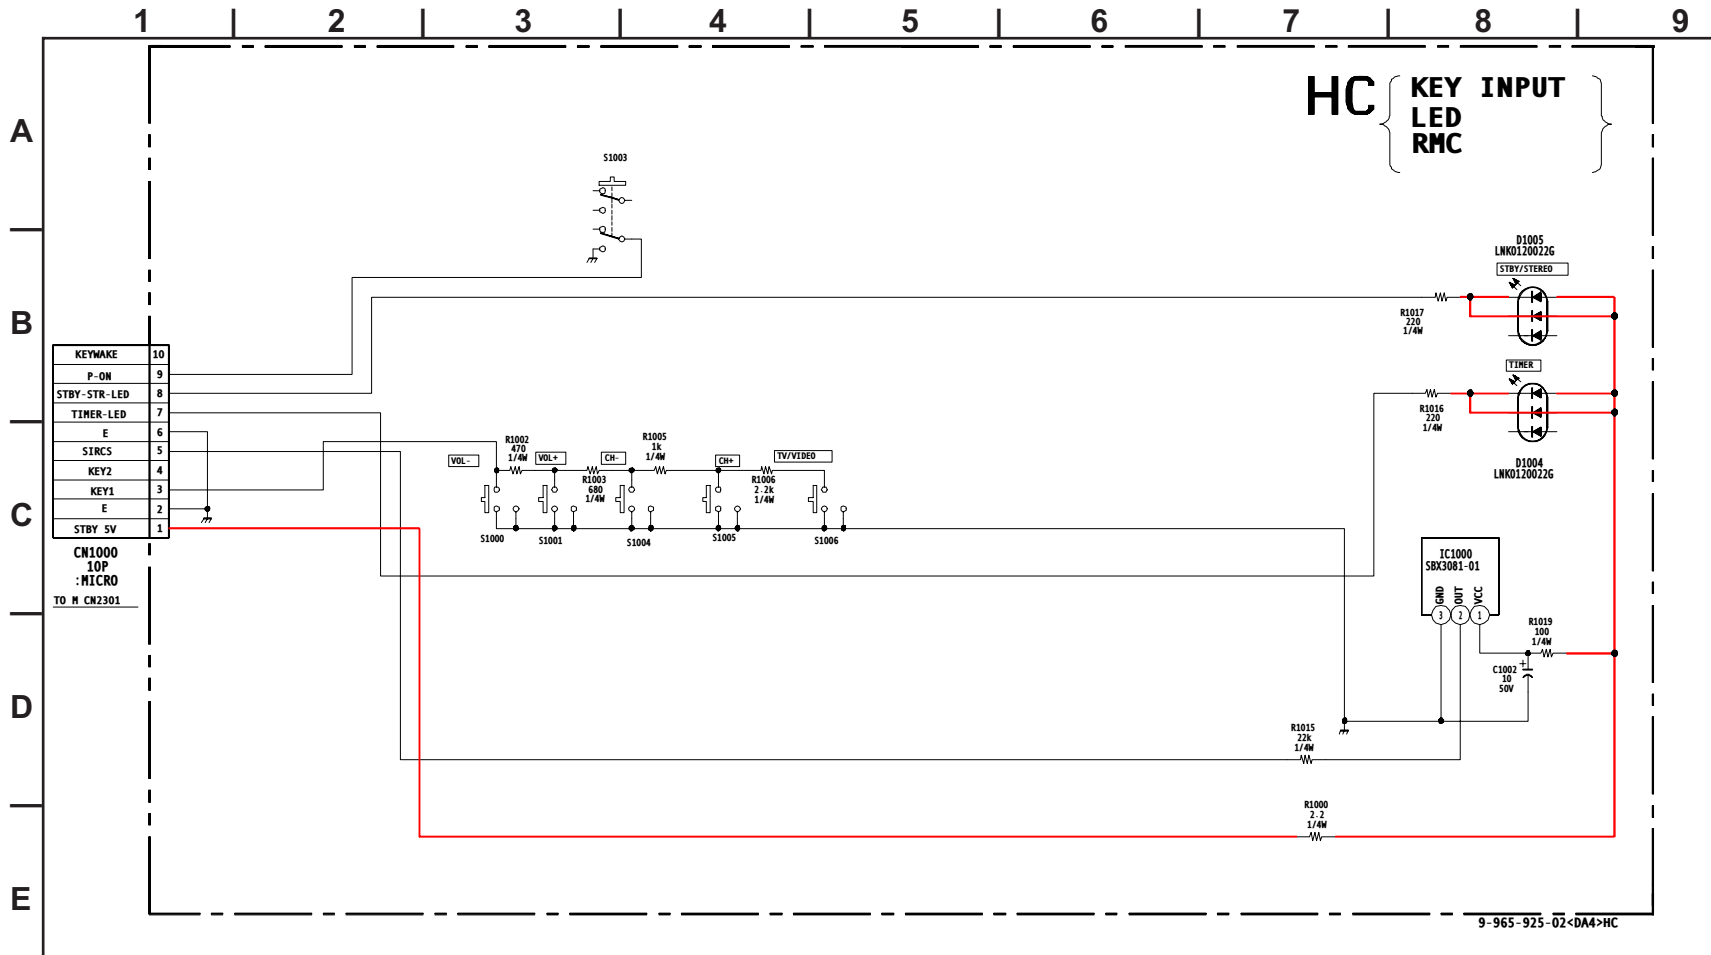 1 2 3 4 5 6 7 8 9
A
B
C
D
E
HC
KEY INPUT
LED
RMC
S1003
D1005
LNK0120022G
STBY/STEREO
R1017
220
1/4W
TIMER
R1016
220
1/4W
D1004
LNK0120022G
KEYWAKE 10
P-ON 9
STBY-STR-LED 8
TIMER-LED 7
E 6
SIRCS 5
KEY2 4
KEY1 3
E 2
STBY 5V 1
CN1000
10P
:MICRO
TO M CN2301
VOL-
R1002
470
1/4W
VOL+
R1003
680
1/4W
CH-
R1005
1k
1/4W
CH+
R1006
2.2k
1/4W
TV/VIDEO
S1000
S1001
S1004
S1005
S1006
IC1000
SBX3081-01
GND OUT VCC
3 2 1
R1019
100
1/4W
C1002
10
50V
+
R1015
22k
1/4W
R1000
2.2
1/4W
9-965-925-02<DA4>HC